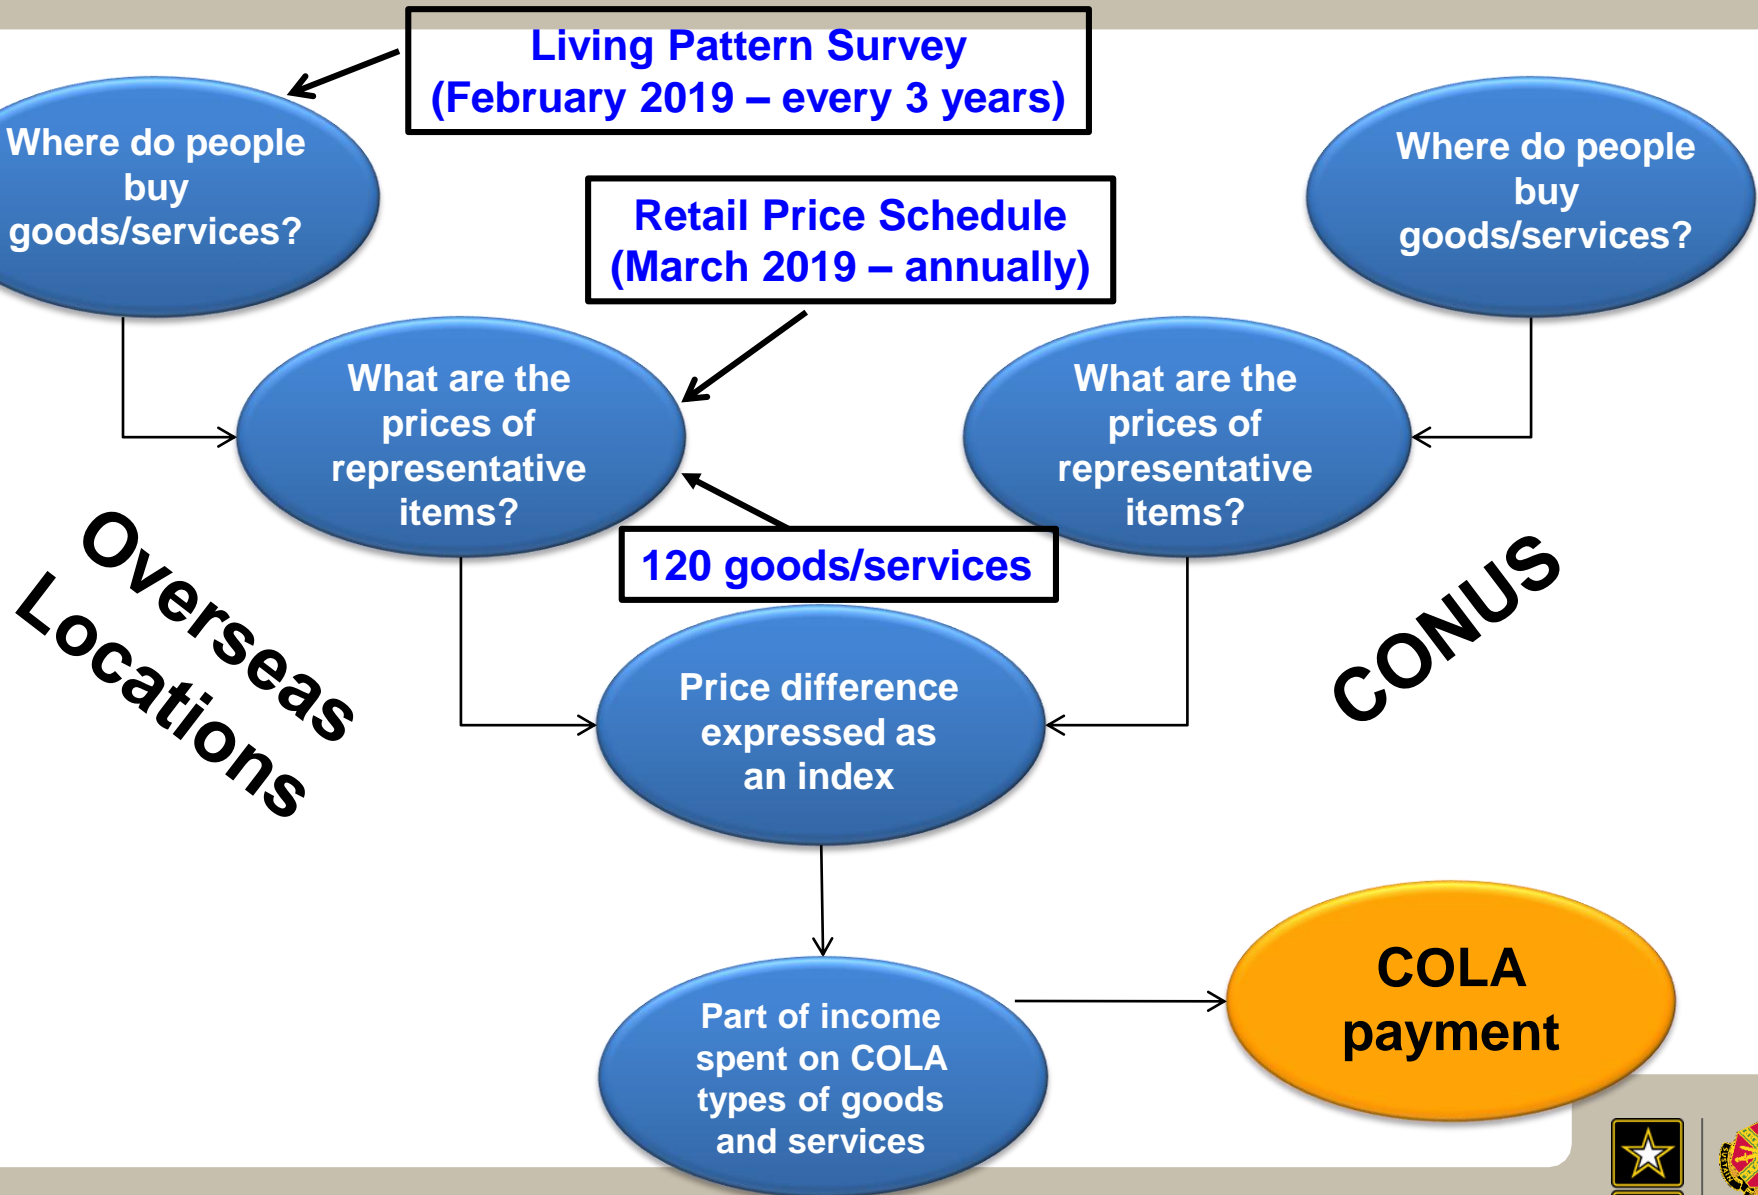 Living Pattern Survey
(February 2019 – every 3 years)
Where do people
buy
goods/services?
Where do people
buy
goods/services?
Retail Price Schedule
(March 2019 – annually)
What are the
prices of
representative
items?
What are the
prices of
representative
items?
120 goods/services
Overseas
Locations
CONUS
Price difference
expressed as
an index
Part of income
spent on COLA
types of goods
and services
COLA
payment